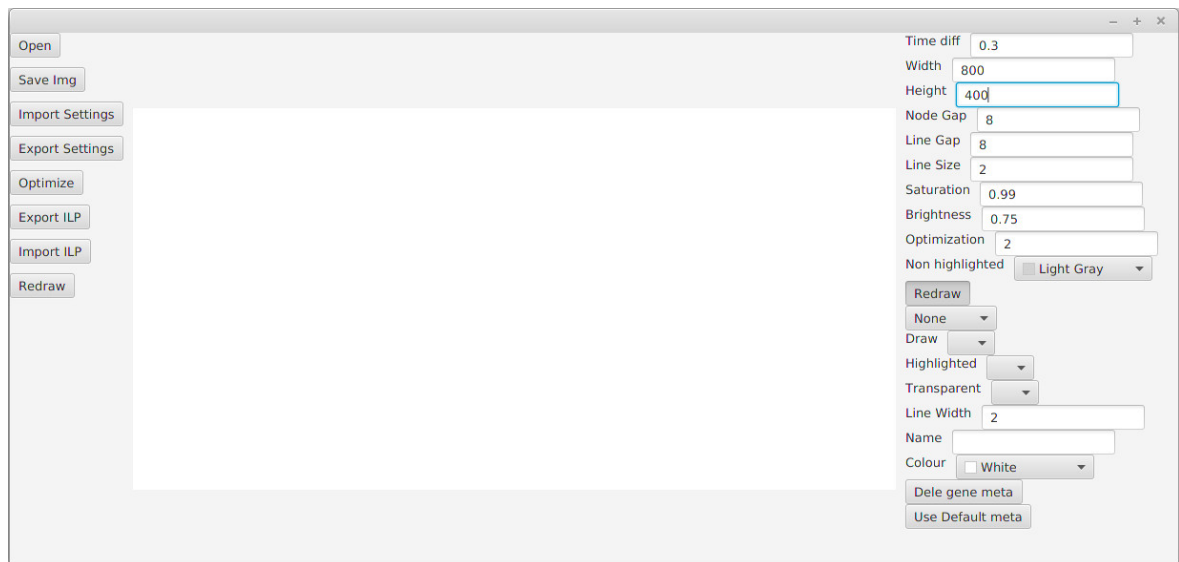 Open
Save Img
Import Settings
Export Settings
Optimize
Export ILP
Import ILP
Redraw
Time diff 0.3
Width 800
Height 400
Node Gap 8
Line Gap 8
Line Size 2
Saturation 0.99
Brightness 0.75
Optimization 2
Non highlighted Light Gray
Redraw
None
Draw
Highlighted
Transparent
Line Width 2
Name
Colour White
Dele gene meta
Use Default meta